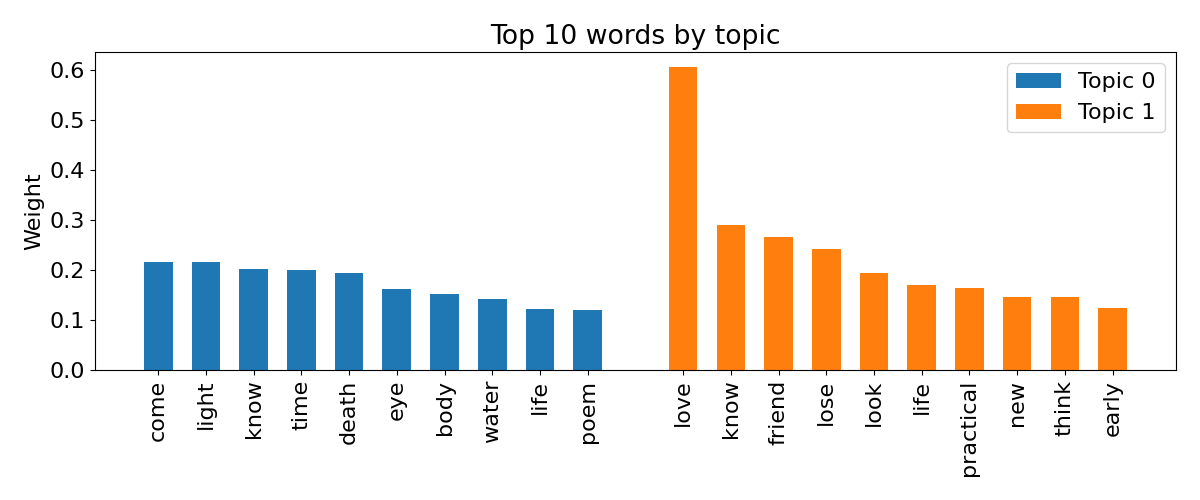 Top 10 words by topic
Weight
0.6
0.5
0.4
0.3
0.2
0.1
0.0
Topic 0
Topic 1
come
light
know
time
death
eye
body
water
life
poem
love
know
friend
lose
look
life
practical
new
think
early